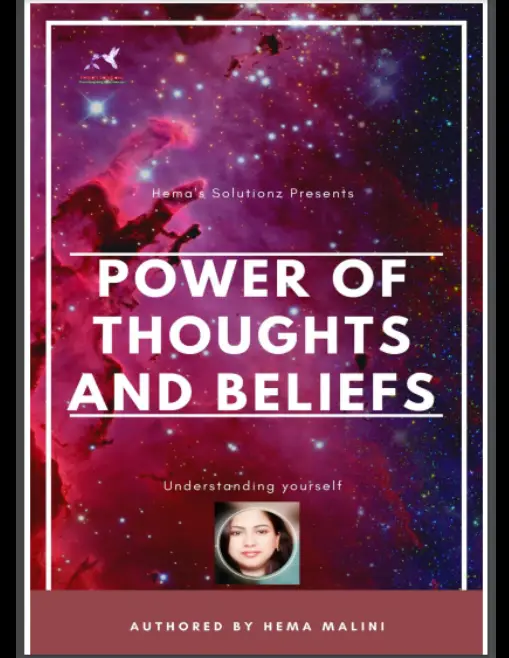 Hema's Solutionz Presents
POWER OF
THOUGHTS
AND BELIEFS
Understanding yourself
AUTHORED BY HEMA MALINI